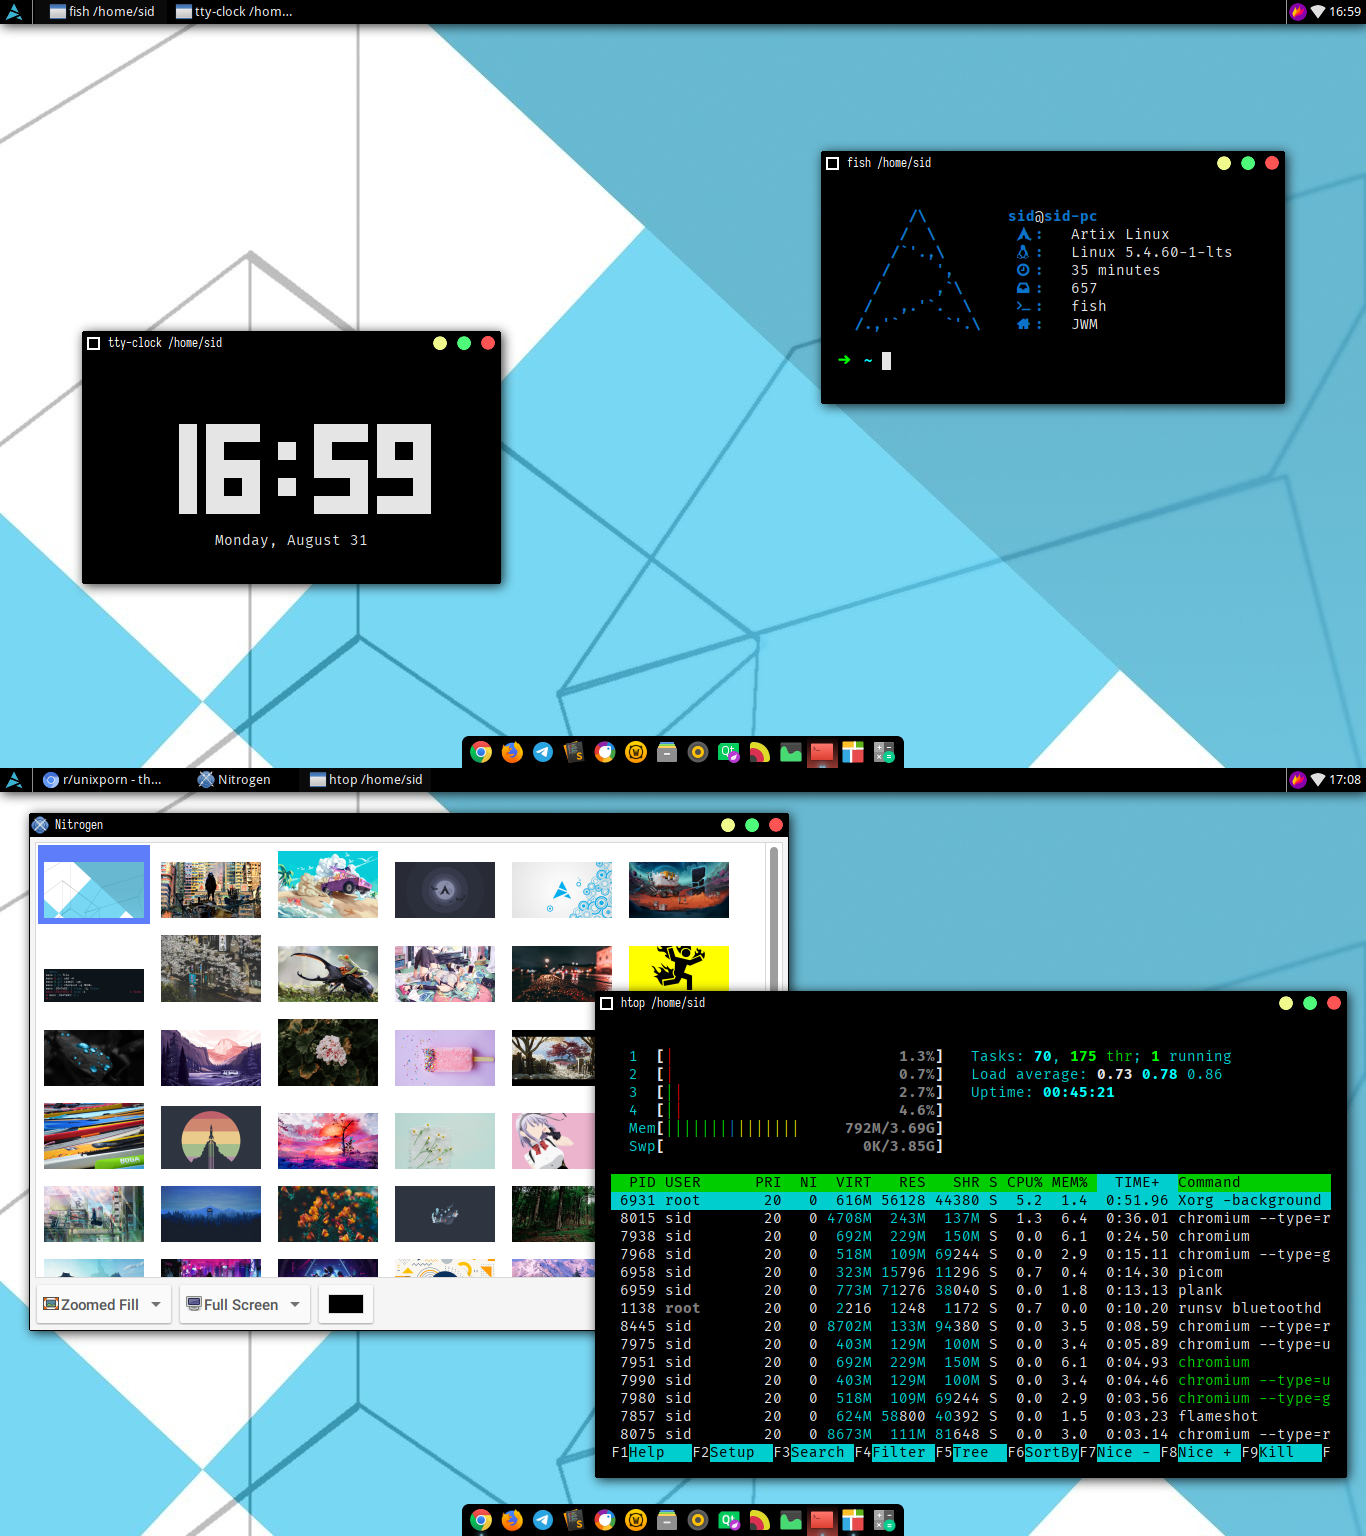 fish /home/sid
tty-clock /hom...
16:59
fish /home/sid
sid@sid-pc
: Artix Linux
: Linux 5.4.60-1-lts
: 35 minutes
: 657
: fish
: JWM
➜ ~
tty-clock /home/sid
16:59
Monday, August 31
r/unixporn - th...
Nitrogen
htop /home/sid
17:08
Nitrogen
Zoomed Fill
Full Screen
htop /home/sid
1 [| 1.3%] Tasks: 70, 175 thr; 1 running
2 [ 0.7%] Load average: 0.73 0.78 0.86
3 [|| 2.7%] Uptime: 00:45:21
4 [|| 4.6%]
Mem[||||||||||||||| 792M/3.69G]
Swp[ 0K/3.85G]
PID USER PRI NI VIRT RES SHR S CPU% MEM% TIME+ Command
6931 root 20 0 616M 56128 44380 S 5.2 1.4 0:51.96 Xorg -background
8015 sid 20 0 4708M 243M 137M S 1.3 6.4 0:36.01 chromium --type=r
7938 sid 20 0 692M 229M 150M S 0.0 6.1 0:24.50 chromium
7968 sid 20 0 518M 109M 69244 S 0.0 2.9 0:15.11 chromium --type=g
6958 sid 20 0 323M 15796 11296 S 0.7 0.4 0:14.30 picom
6959 sid 20 0 773M 71276 38040 S 0.0 1.8 0:13.13 plank
1138 root 20 0 2216 1248 1172 S 0.7 0.0 0:10.20 runsv bluetoothd
8445 sid 20 0 8702M 133M 94380 S 0.0 3.5 0:08.59 chromium --type=r
7975 sid 20 0 403M 129M 100M S 0.0 3.4 0:05.89 chromium --type=u
7951 sid 20 0 692M 229M 150M S 0.0 6.1 0:04.93 chromium
7990 sid 20 0 403M 129M 100M S 0.0 3.4 0:04.46 chromium --type=u
7980 sid 20 0 518M 109M 69244 S 0.0 2.9 0:03.56 chromium --type=g
7857 sid 20 0 624M 58800 40392 S 0.0 1.5 0:03.23 flameshot
8075 sid 20 0 8673M 111M 81648 S 0.0 3.0 0:03.14 chromium --type=r
F1Help F2Setup F3Search F4Filter F5Tree F6SortByF7Nice - F8Nice + F9Kill F